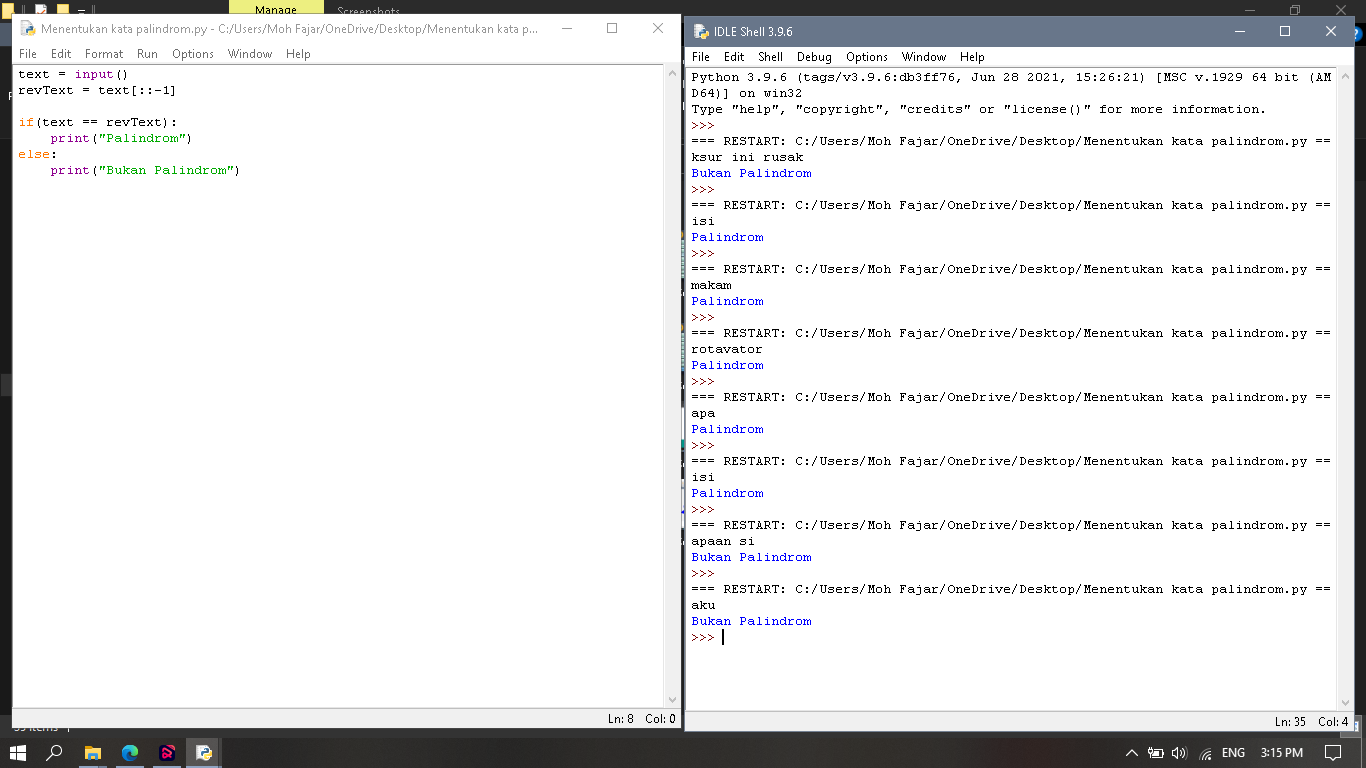 Manage
Screenshots
Menentukan kata palindrom.py - C:/Users/Moh Fajar/OneDrive/Desktop/Menentukan kata p...
File Edit Format Run Options Window Help
text = input()
revText = text[::-1]
if(text == revText):
    print("Palindrom")
else:
    print("Bukan Palindrom")
Ln: 8 Col: 0
IDLE Shell 3.9.6
File Edit Shell Debug Options Window Help
Python 3.9.6 (tags/v3.9.6:db3ff76, Jun 28 2021, 15:26:21) [MSC v.1929 64 bit (AM
D64)] on win32
Type "help", "copyright", "credits" or "license()" for more information.
>>>
=== RESTART: C:/Users/Moh Fajar/OneDrive/Desktop/Menentukan kata palindrom.py ==
ksur ini rusak
Bukan Palindrom
>>>
=== RESTART: C:/Users/Moh Fajar/OneDrive/Desktop/Menentukan kata palindrom.py ==
isi
Palindrom
>>>
=== RESTART: C:/Users/Moh Fajar/OneDrive/Desktop/Menentukan kata palindrom.py ==
makam
Palindrom
>>>
=== RESTART: C:/Users/Moh Fajar/OneDrive/Desktop/Menentukan kata palindrom.py ==
rotavator
Palindrom
>>>
=== RESTART: C:/Users/Moh Fajar/OneDrive/Desktop/Menentukan kata palindrom.py ==
apa
Palindrom
>>>
=== RESTART: C:/Users/Moh Fajar/OneDrive/Desktop/Menentukan kata palindrom.py ==
isi
Palindrom
>>>
=== RESTART: C:/Users/Moh Fajar/OneDrive/Desktop/Menentukan kata palindrom.py ==
apaan si
Bukan Palindrom
>>>
=== RESTART: C:/Users/Moh Fajar/OneDrive/Desktop/Menentukan kata palindrom.py ==
aku
Bukan Palindrom
>>>
Ln: 35 Col: 4
ENG 3:15 PM